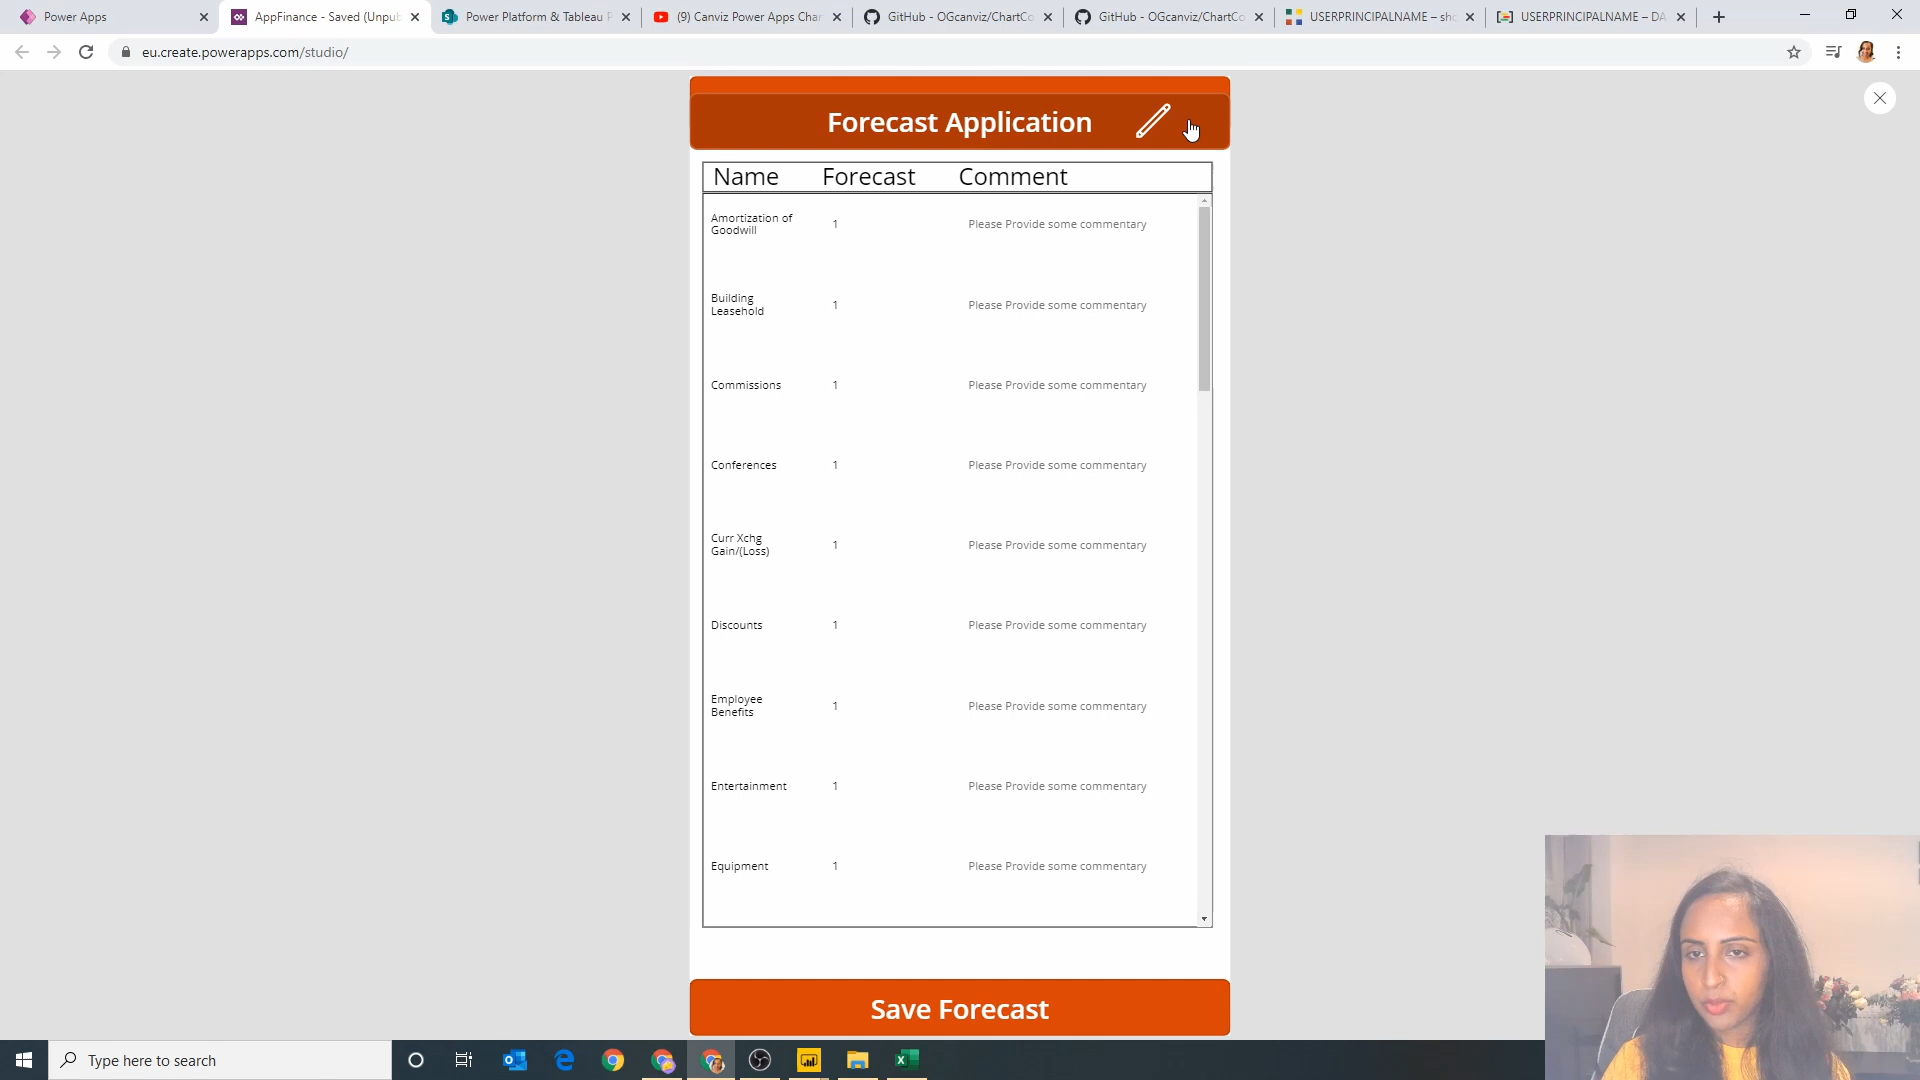 Power Apps
AppFinance - Saved (Unpub
Power Platform & Tableau P
(9) Canviz Power Apps Char
GitHub - OGcanviz/ChartCo
GitHub - OGcanviz/ChartCo
USERPRINCIPALNAME – sho
USERPRINCIPALNAME – DA
eu.create.powerapps.com/studio/
Forecast Application
Name Forecast Comment
Amortization of
Goodwill
1
Please Provide some commentary
Building
Leasehold
1
Please Provide some commentary
Commissions
1
Please Provide some commentary
Conferences
1
Please Provide some commentary
Curr Xchg
Gain/(Loss)
1
Please Provide some commentary
Discounts
1
Please Provide some commentary
Employee
Benefits
1
Please Provide some commentary
Entertainment
1
Please Provide some commentary
Equipment
1
Please Provide some commentary
Save Forecast
Type here to search